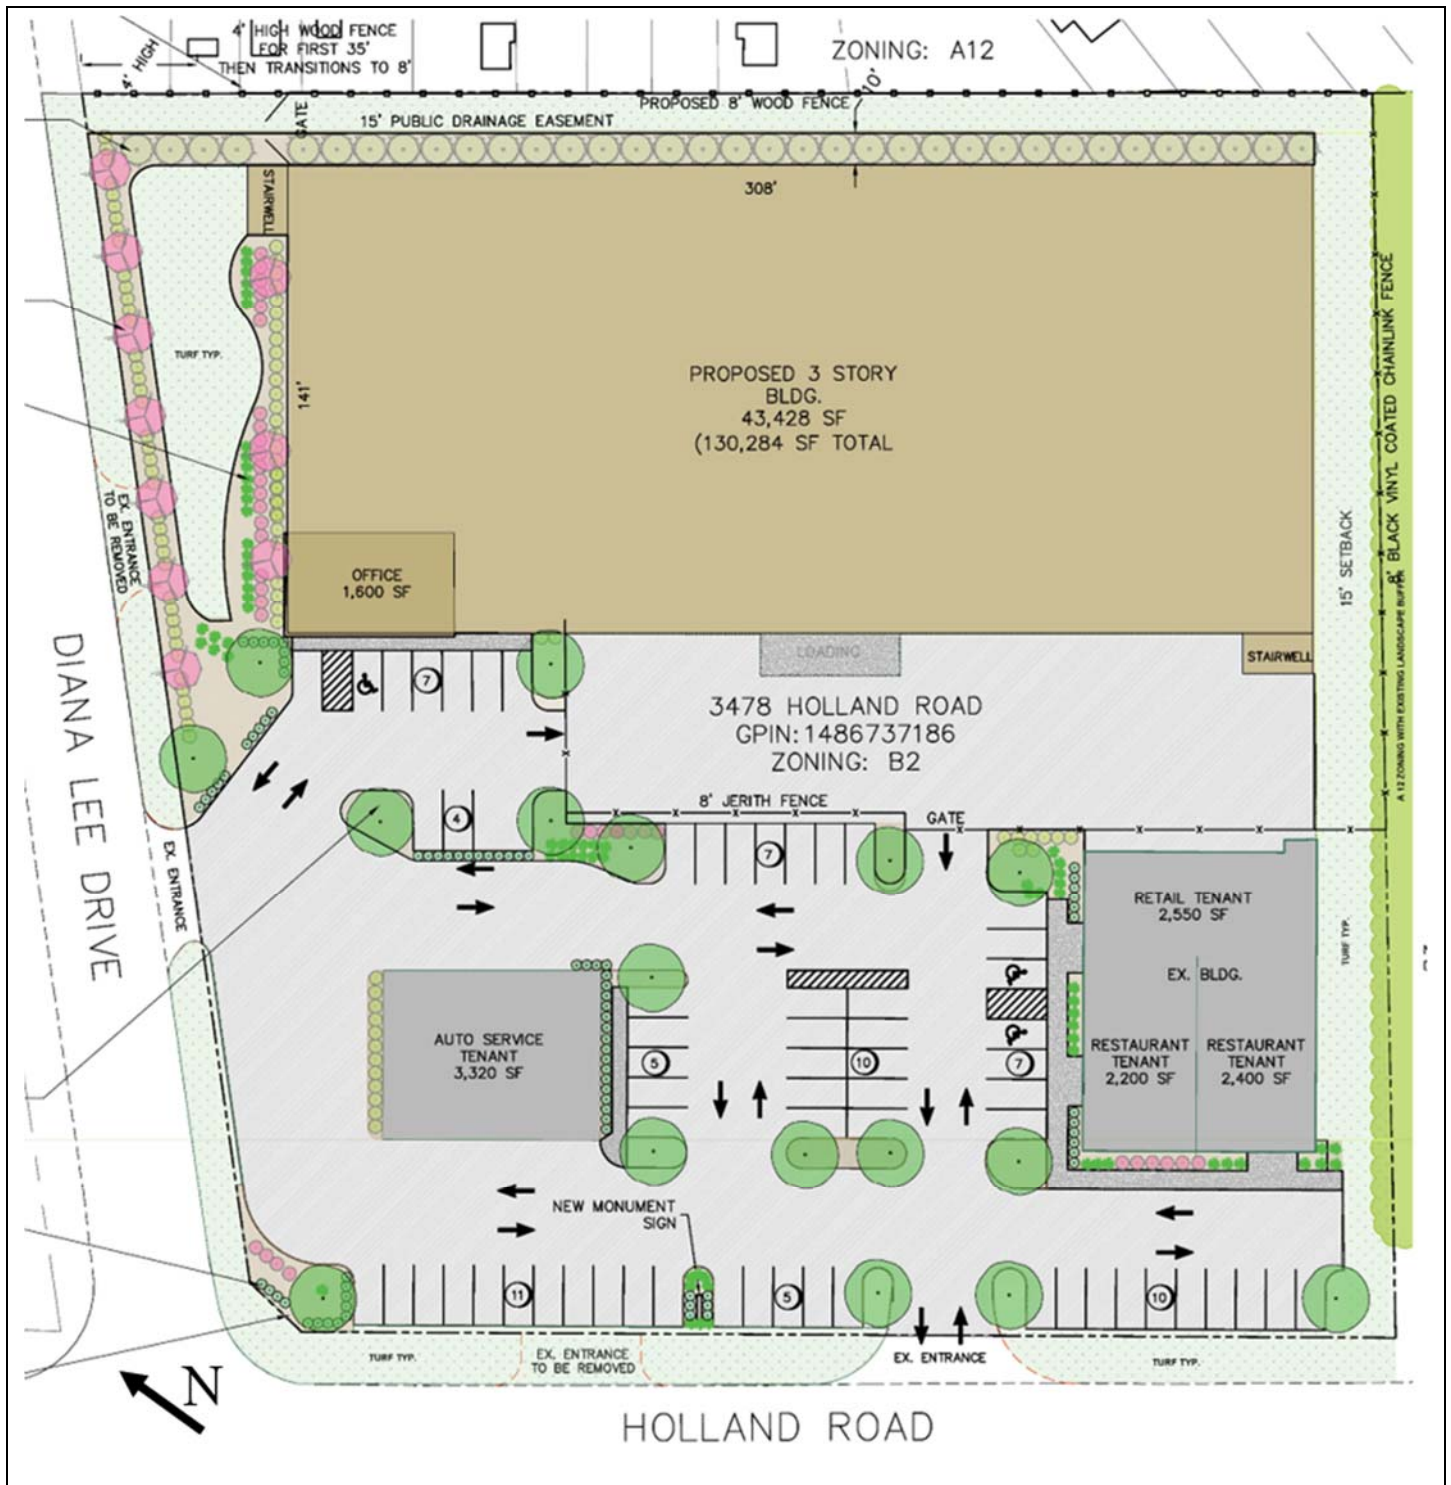 4' HIGH WOOD FENCE
FOR FIRST 35'
THEN TRANSITIONS TO 8'
4' HIGH
ZONING: A12
10'
PROPOSED 8' WOOD FENCE
GATE
15' PUBLIC DRAINAGE EASEMENT
308'
STAIRWELL
TURF TYP.
141'
PROPOSED 3 STORY
BLDG.
43,428 SF
(130,284 SF TOTAL
8' BLACK VINYL COATED CHAINLINK FENCE
15' SETBACK
A 12 ZONING WITH EXISTING LANDSCAPE BUFFER
EX. ENTRANCE
TO BE REMOVED
OFFICE
1,600 SF
LOADING
STAIRWELL
7
3478 HOLLAND ROAD
GPIN:1486737186
ZONING: B2
DIANA LEE DRIVE
8' JERITH FENCE
GATE
4
7
EX. ENTRANCE
RETAIL TENANT
2,550 SF
EX. BLDG.
TURF TYP.
AUTO SERVICE
TENANT
3,320 SF
5
10
7
RESTAURANT
TENANT
2,200 SF
RESTAURANT
TENANT
2,400 SF
NEW MONUMENT
SIGN
11
5
10
TURF TYP.
EX. ENTRANCE
TO BE REMOVED
EX. ENTRANCE
TURF TYP.
N
HOLLAND ROAD